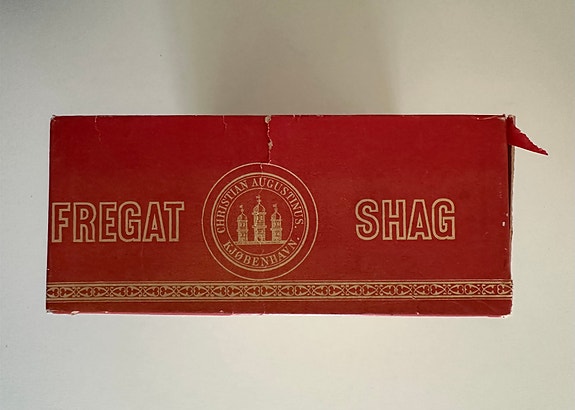 FREGAT
CHRISTIAN AUGUSTINUS.
KJØBENHAVN.
SHAG